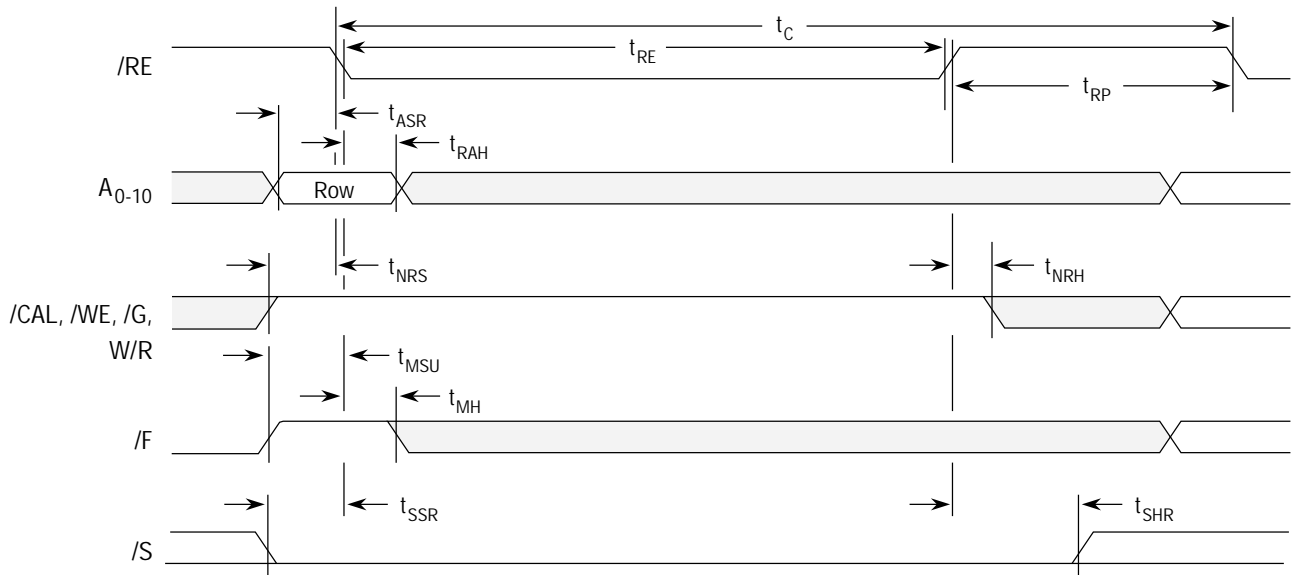 t_C
t_RE
/RE
t_RP
t_ASR
t_RAH
A_0-10
Row
t_NRS
t_NRH
/CAL, /WE, /G,
W/R
t_MSU
t_MH
/F
t_SSR
t_SHR
/S